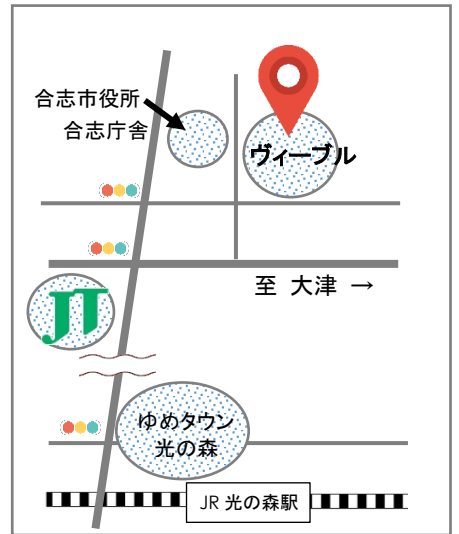 合志市役所
合志庁舎
ヴィーブル
至 大津 →
JT
ゆめタウン
光の森
JR 光の森駅